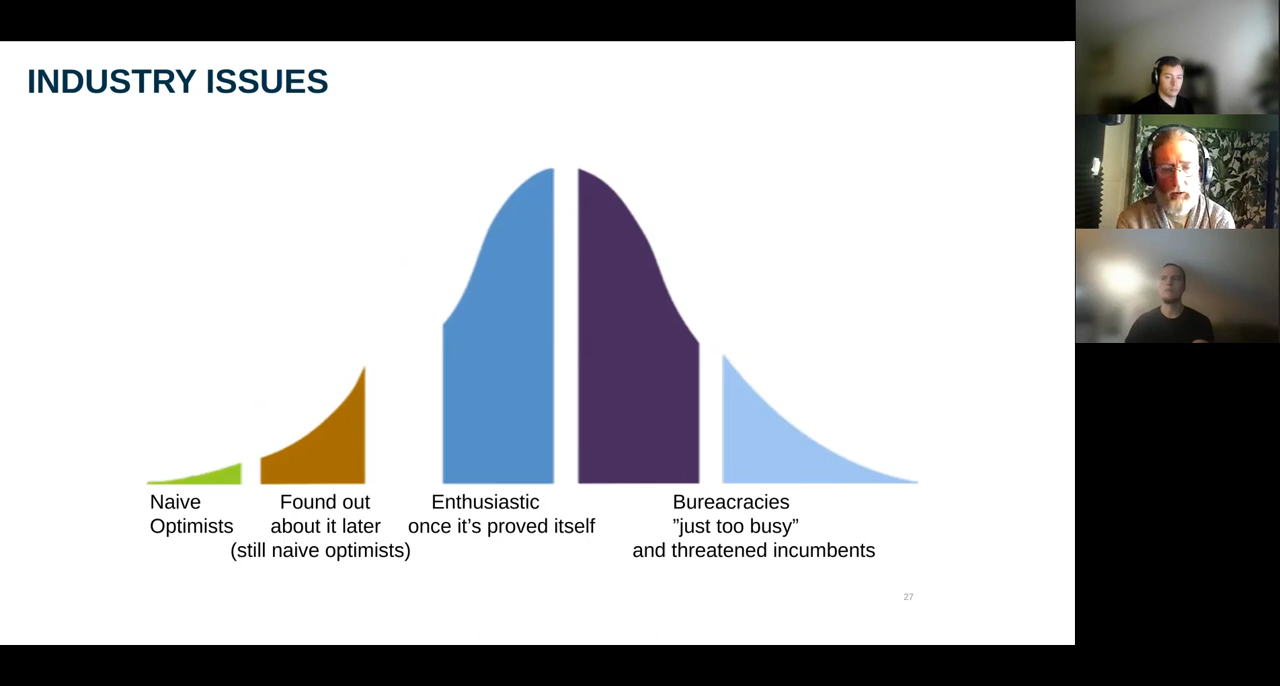 INDUSTRY ISSUES
Naive
Optimists
Found out
about it later
(still naive optimists)
Enthusiastic
once it’s proved itself
Bureacracies
”just too busy”
and threatened incumbents
27